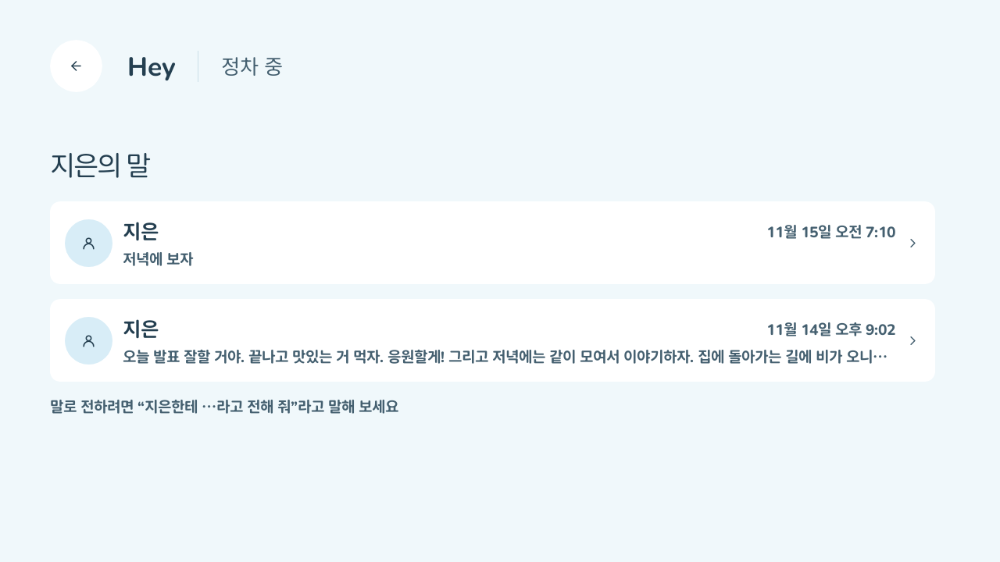 Hey
정차 중
지은의 말
지은
11월 15일 오전 7:10
저녁에 보자
지은
11월 14일 오후 9:02
오늘 발표 잘할 거야. 끝나고 맛있는 거 먹자. 응원할게! 그리고 저녁에는 같이 모여서 이야기하자. 집에 돌아가는 길에 비가 오니…
말로 전하려면 “지은한테 …라고 전해 줘”라고 말해 보세요